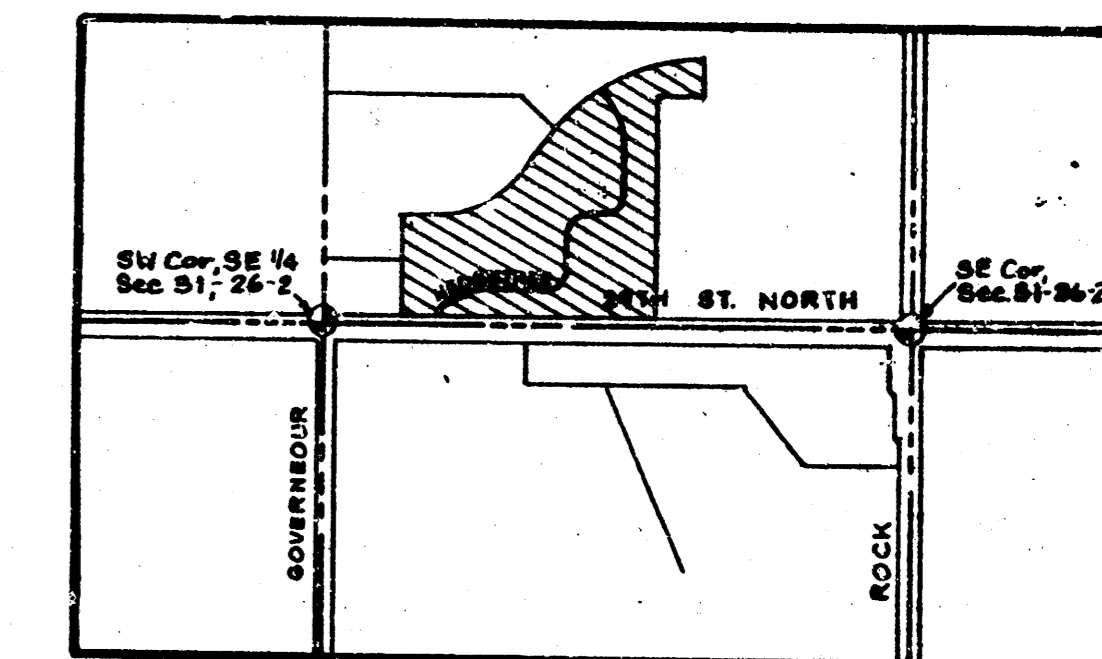 SW Cor, SE 1/4
Sec 31,-26-2
SE Cor,
Sec. 31-26-2
ST. NORTH
GOVERNEOUR
ROCK